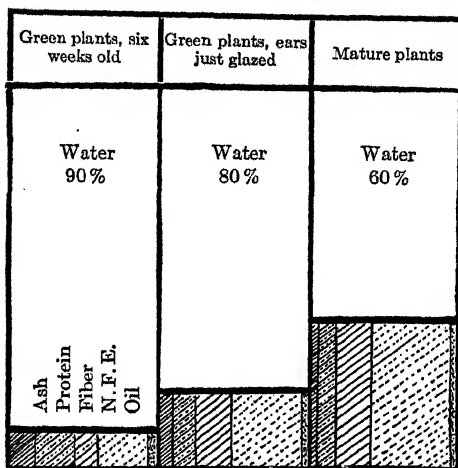 Green plants, six
weeks old
Green plants, ears
just glazed
Mature plants
Water
90%
Water
80%
Water
60%
Ash
Protein
Fiber
N. F. E.
Oil